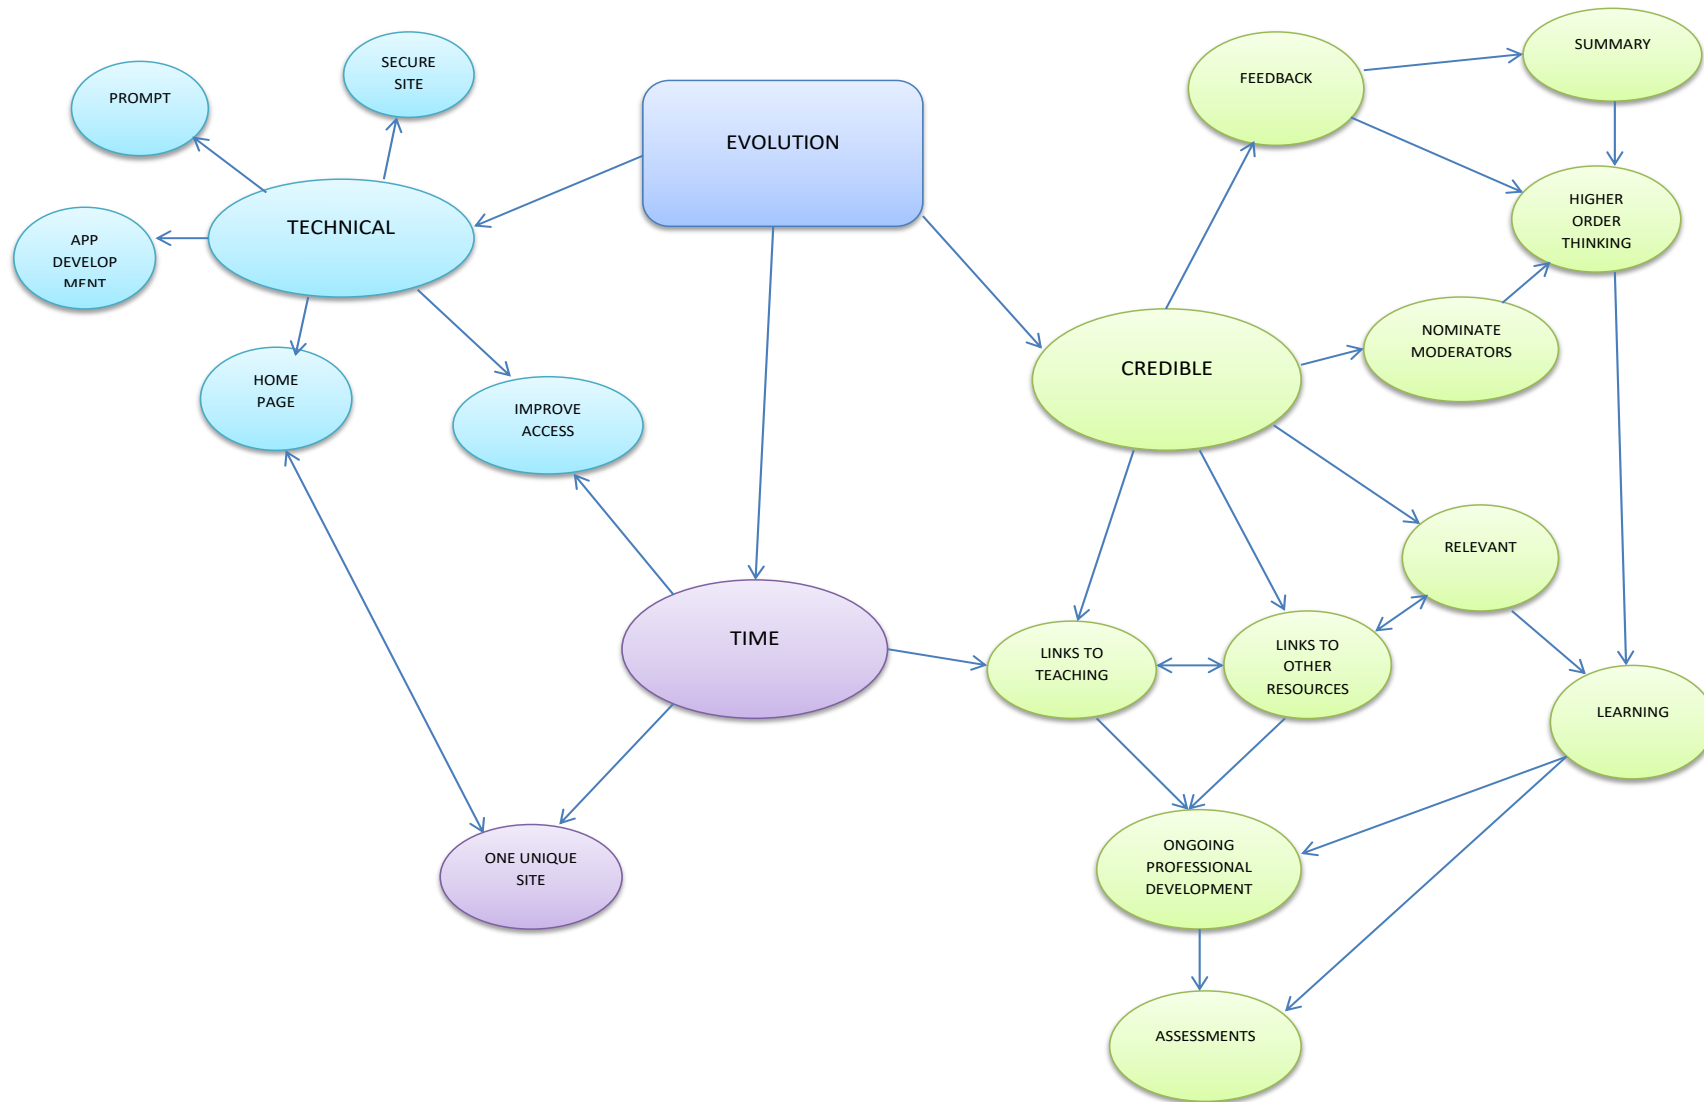 SUMMARY
SECURE
SITE
FEEDBACK
PROMPT
EVOLUTION
HIGHER
ORDER
THINKING
TECHNICAL
APP
DEVELOP
MENT
NOMINATE
MODERATORS
CREDIBLE
HOME
PAGE
IMPROVE
ACCESS
RELEVANT
TIME
LINKS TO
TEACHING
LINKS TO
OTHER
RESOURCES
LEARNING
ONE UNIQUE
SITE
ONGOING
PROFESSIONAL
DEVELOPMENT
ASSESSMENTS